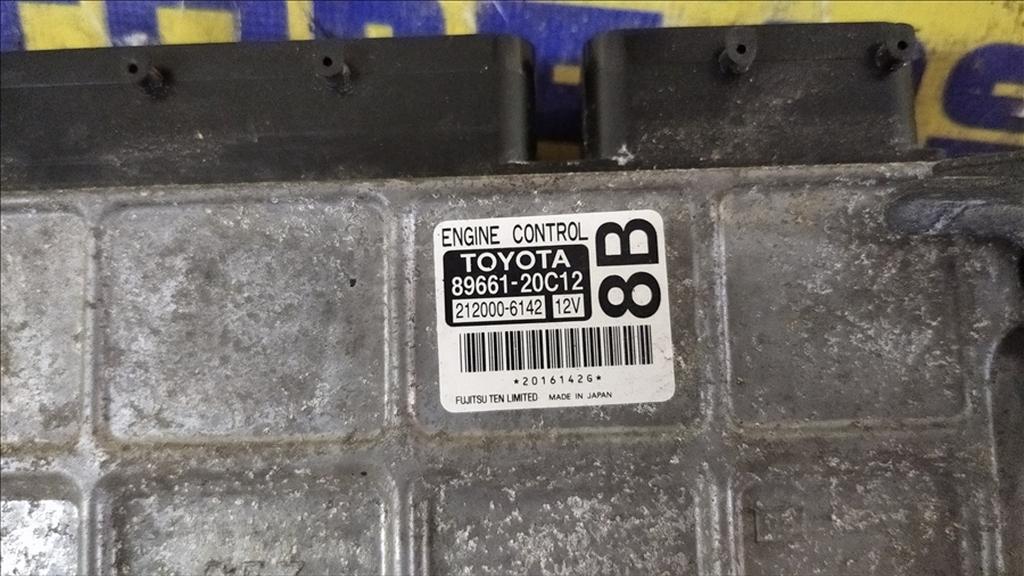 ENGINE CONTROL
TOYOTA
89661-20C12
212000-6142 12V
8B
*2016142G*
FUJITSU TEN LIMITED MADE IN JAPAN